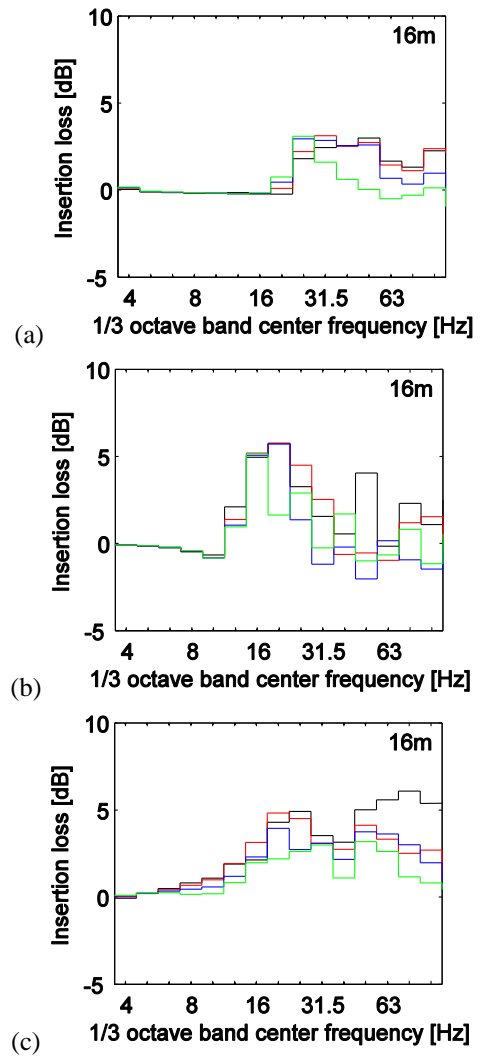 10
16m
5
0
-5
Insertion loss [dB]
4 8 16 31.5 63
1/3 octave band center frequency [Hz]
(a)
10
16m
5
0
-5
Insertion loss [dB]
4 8 16 31.5 63
1/3 octave band center frequency [Hz]
(b)
10
16m
5
0
-5
Insertion loss [dB]
4 8 16 31.5 63
1/3 octave band center frequency [Hz]
(c)